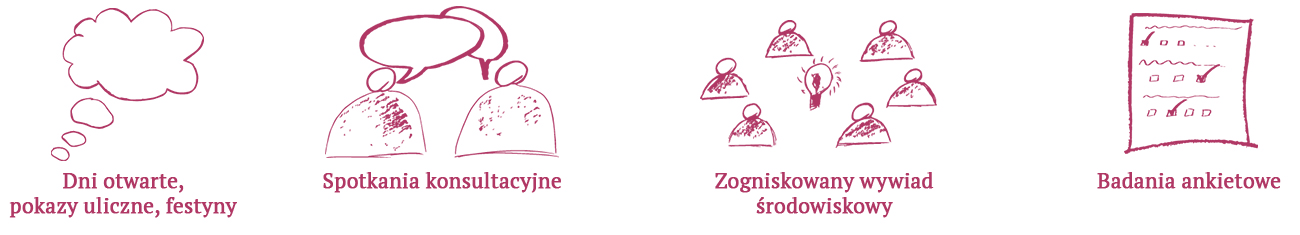 Dni otwarte,
pokazy uliczne, festyny
Spotkania konsultacyjne
Zogniskowany wywiad
środowiskowy
Badania ankietowe